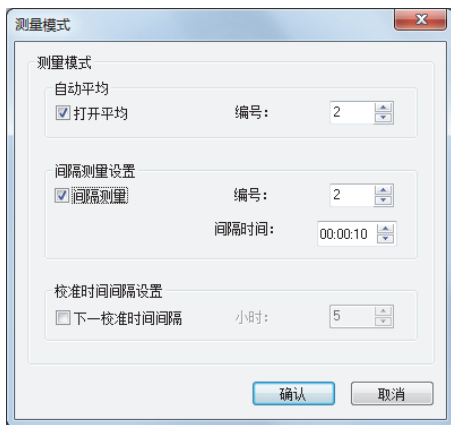 测量模式
测量模式
自动平均
打开平均 编号: 2
间隔测量设置
间隔测量 编号: 2
间隔时间: 00:00:10
校准时间间隔设置
下一校准时间间隔 小时: 5
确认 取消